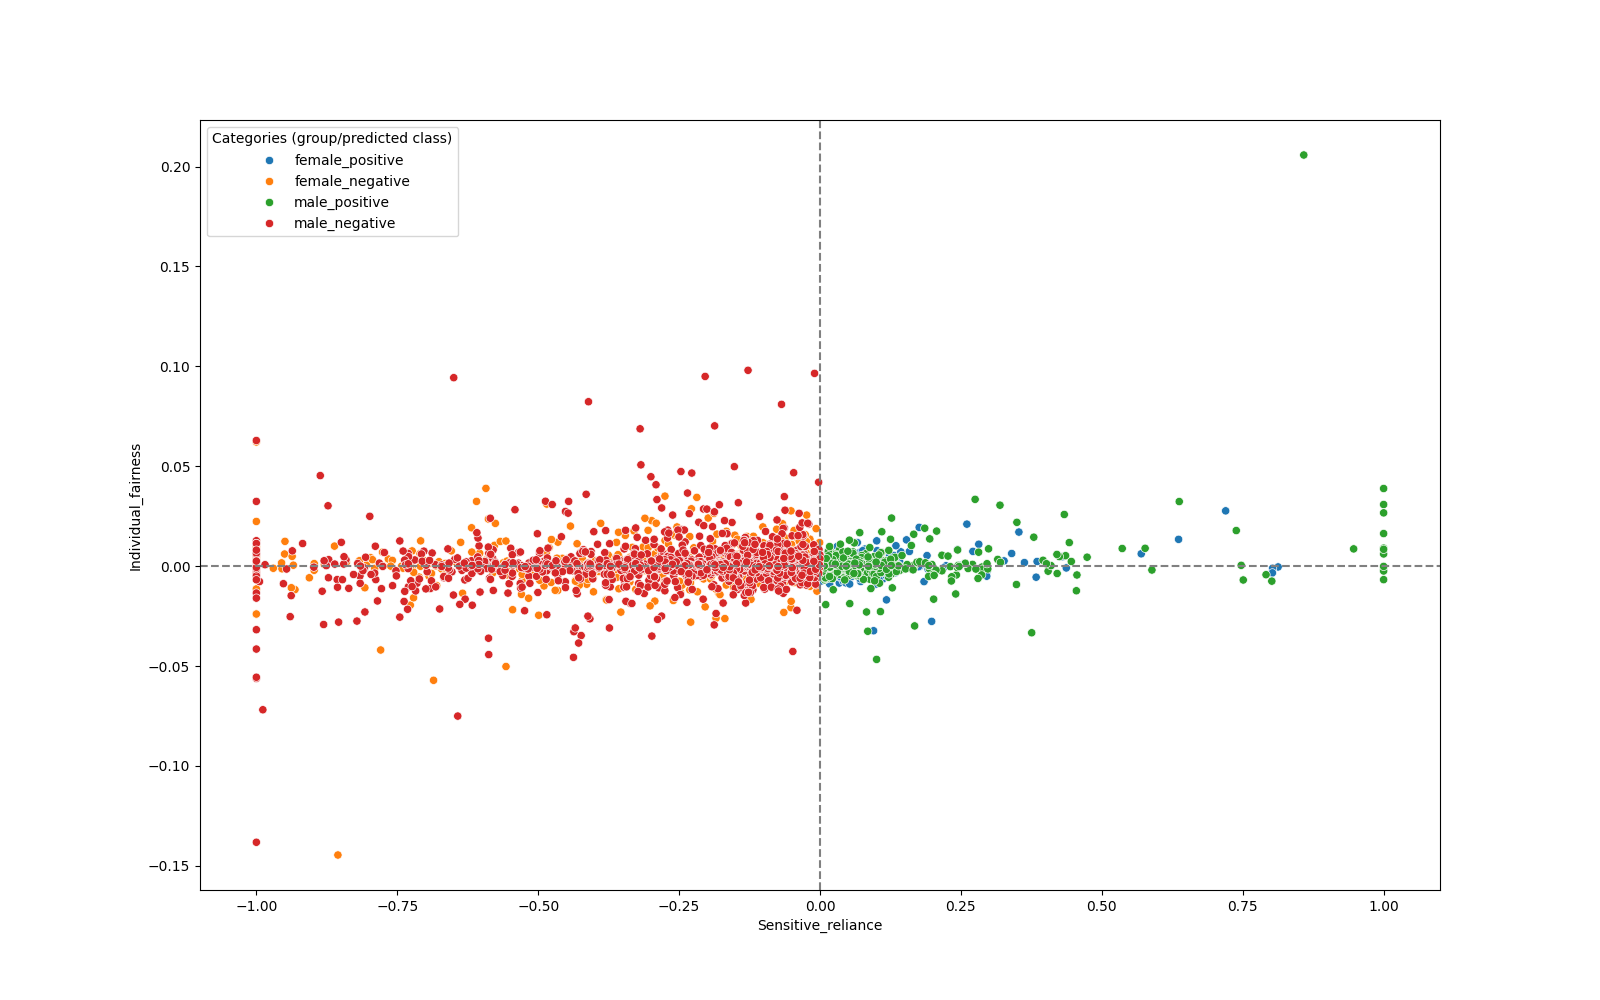 Categories (group/predicted class)
female_positive
female_negative
male_positive
male_negative
0.20
0.15
0.10
0.05
0.00
−0.05
−0.10
−0.15
Individual_fairness
−1.00 −0.75 −0.50 −0.25 0.00 0.25 0.50 0.75 1.00
Sensitive_reliance